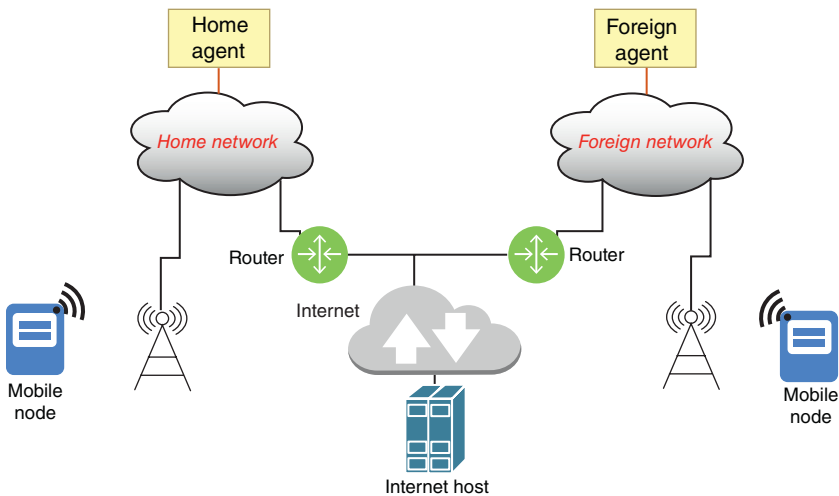 Home
agent
Foreign
agent
Home network
Foreign network
Router
Router
Internet
Mobile
node
Mobile
node
Internet host